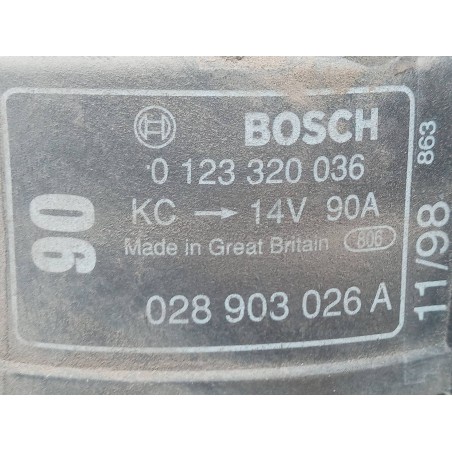 BOSCH
0 123 320 036
KC → 14V 90A
Made in Great Britain 806
028 903 026 A
90
11/98 863